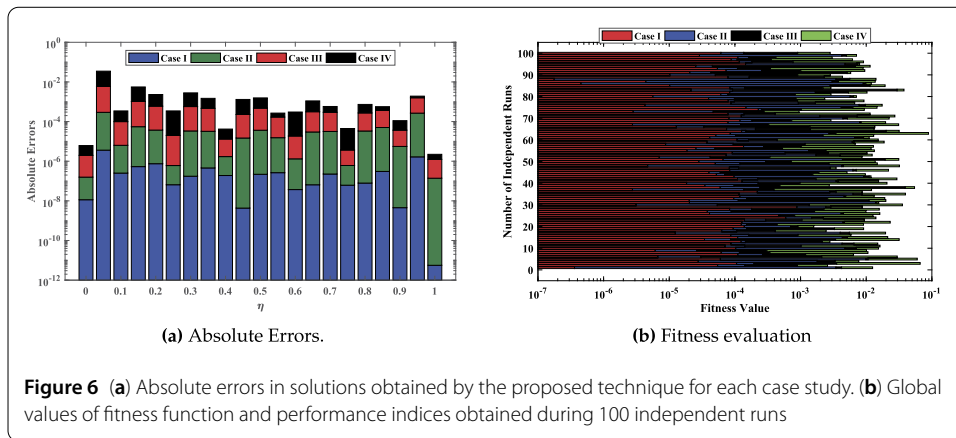 Case I Case II Case III Case IV
Absolute Errors
10^0
10^-2
10^-4
10^-6
10^-8
10^-10
10^-12
0 0.1 0.2 0.3 0.4 0.5 0.6 0.7 0.8 0.9 1
η
(a) Absolute Errors.
Case I Case II Case III Case IV
Number of Independent Runs
100
90
80
70
60
50
40
30
20
10
0
10^-7 10^-6 10^-5 10^-4 10^-3 10^-2 10^-1
Fitness Value
(b) Fitness evaluation
Figure 6 (a) Absolute errors in solutions obtained by the proposed technique for each case study. (b) Global
values of fitness function and performance indices obtained during 100 independent runs